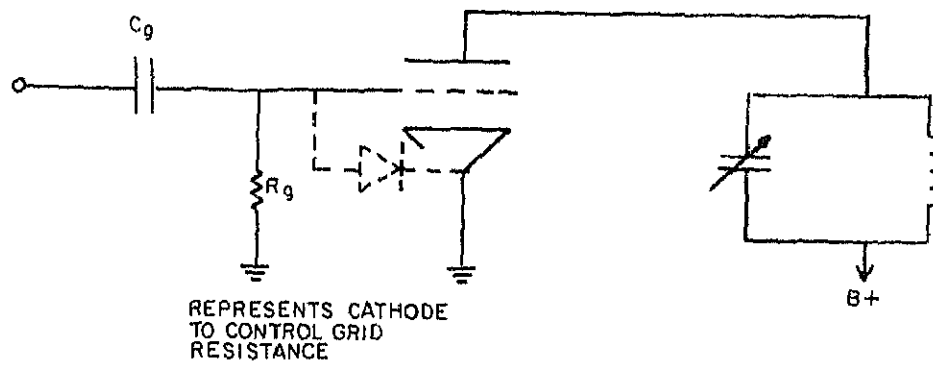 Cg
Rg
B+
REPRESENTS CATHODE
TO CONTROL GRID
RESISTANCE